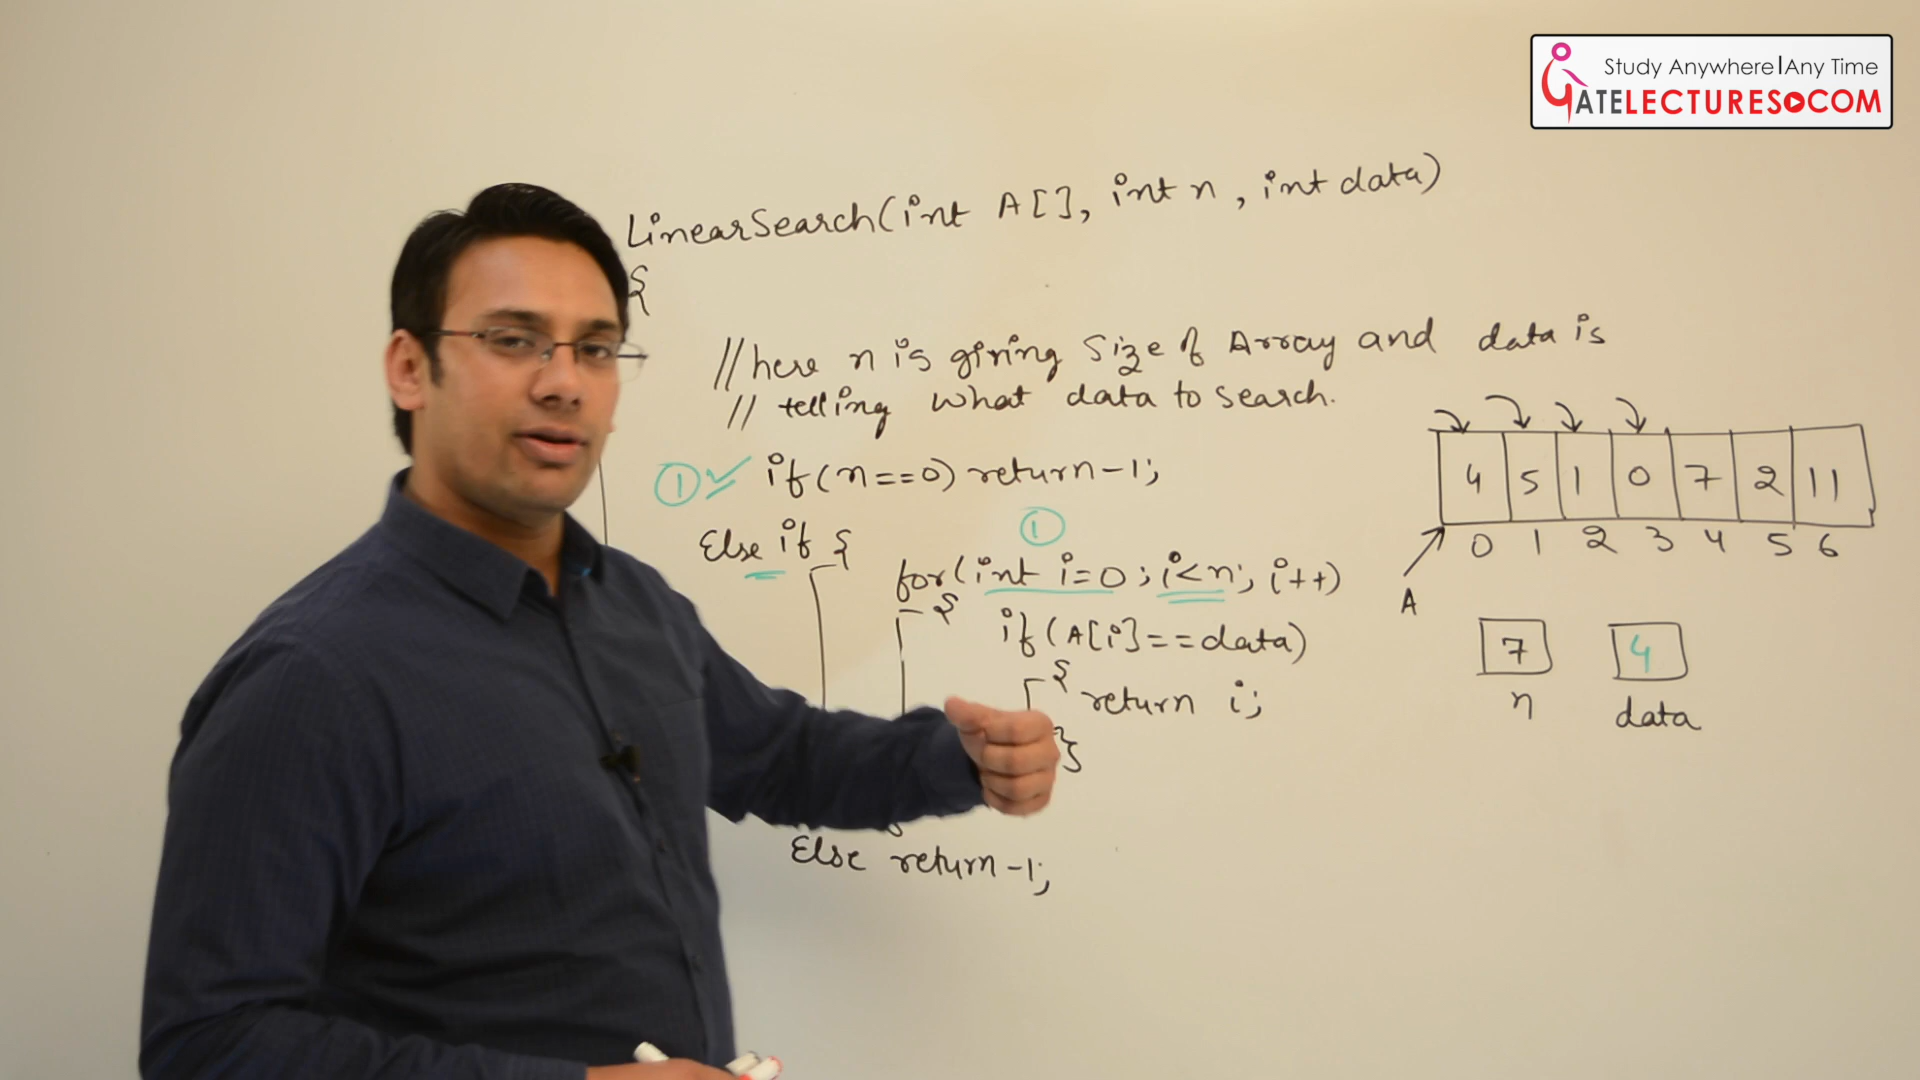 Study Anywhere|Any Time
GATELECTURES.COM
LinearSearch(int A[], int n, int data)
{
//here n is giving Size of Array and data is
// telling what data to search.
① ✓ if(n==0) return-1;
Else if {
①
for(int i=0; i<n; i++)
{
if(A[i]==data)
{ return i;
}
Else return-1;
4 5 1 0 7 2 11
0 1 2 3 4 5 6
A
7 4
n data